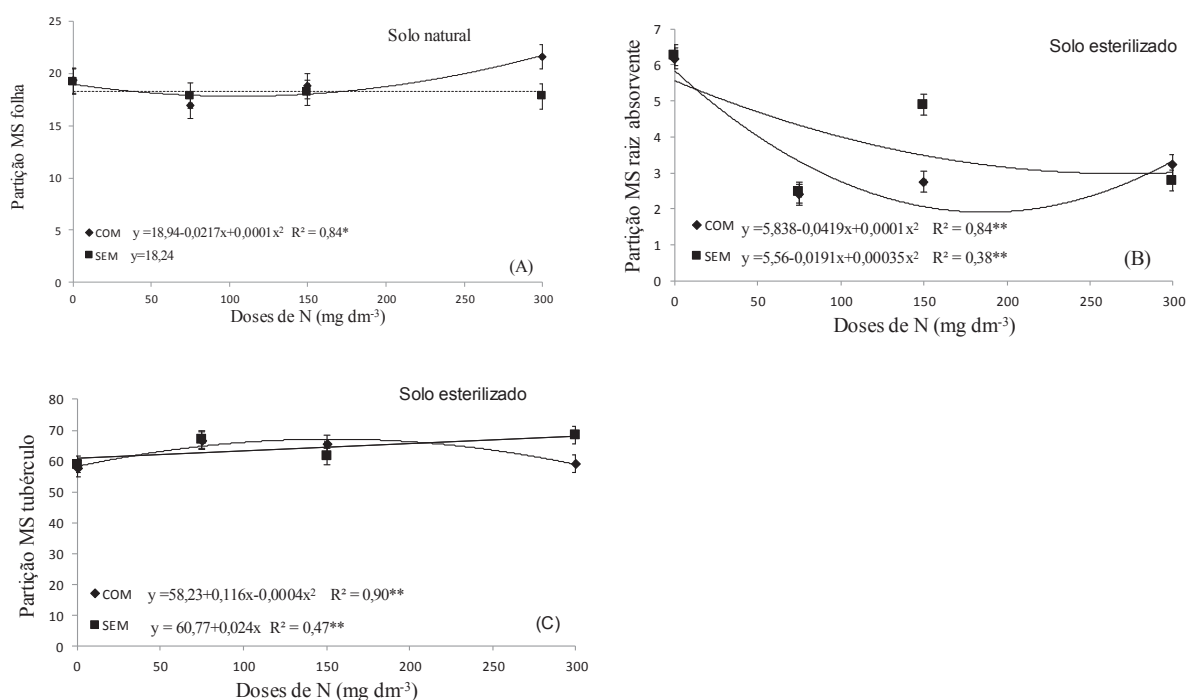 Solo natural
Partição MS folha
25
20
15
10
5
0
◆ COM y =18,94-0,0217x+0,0001x² R² = 0,84*
■ SEM y=18,24
(A)
0 50 100 150 200 250 300
Doses de N (mg dm⁻³)
Solo esterilizado
Partição MS raiz absorvente
7
6
5
4
3
2
1
0
◆ COM y =5,838-0,0419x+0,0001x² R² = 0,84**
■ SEM y=5,56-0,0191x+0,00035x² R² = 0,38**
(B)
0 50 100 150 200 250 300
Doses de N (mg dm⁻³)
Solo esterilizado
Partição MS tubérculo
80
70
60
50
40
30
20
10
0
◆ COM y =58,23+0,116x-0,0004x² R² = 0,90**
■ SEM y = 60,77+0,024x R² = 0,47**
(C)
0 50 100 150 200 250 300
Doses de N (mg dm⁻³)